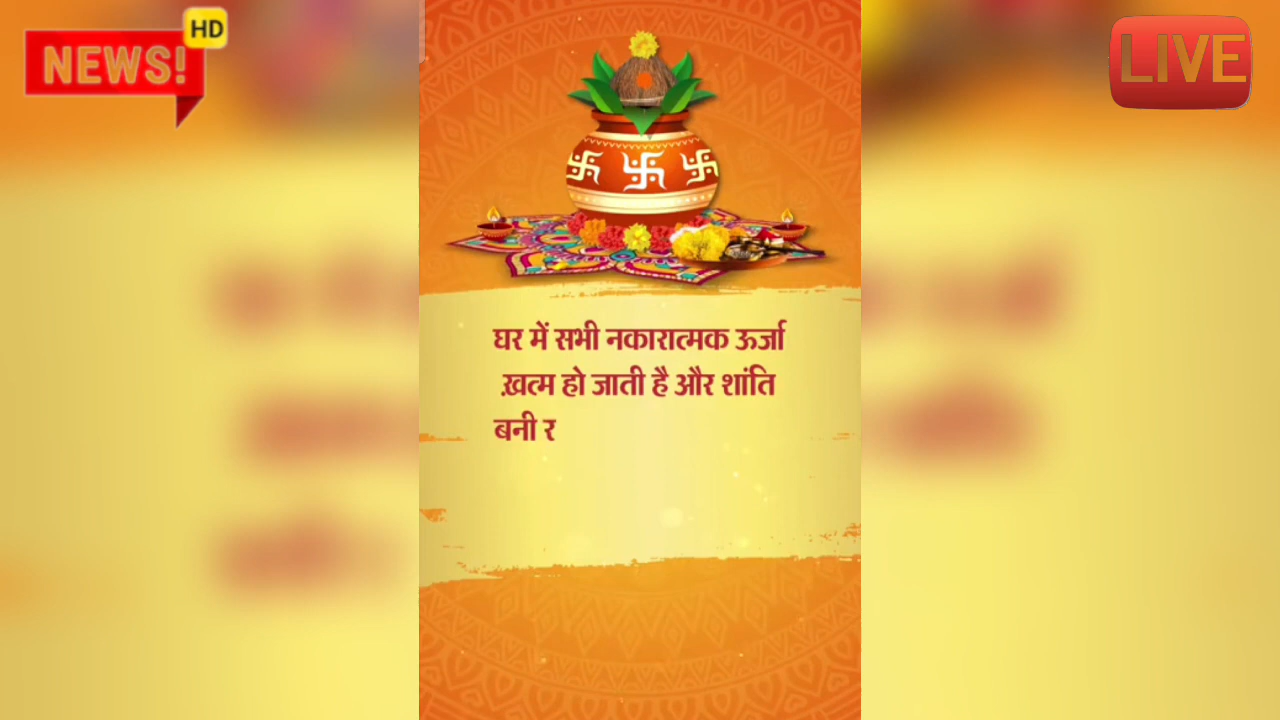 NEWS!
HD
LIVE
घर में सभी नकारात्मक ऊर्जा
ख़त्म हो जाती है और शांति
बनी र